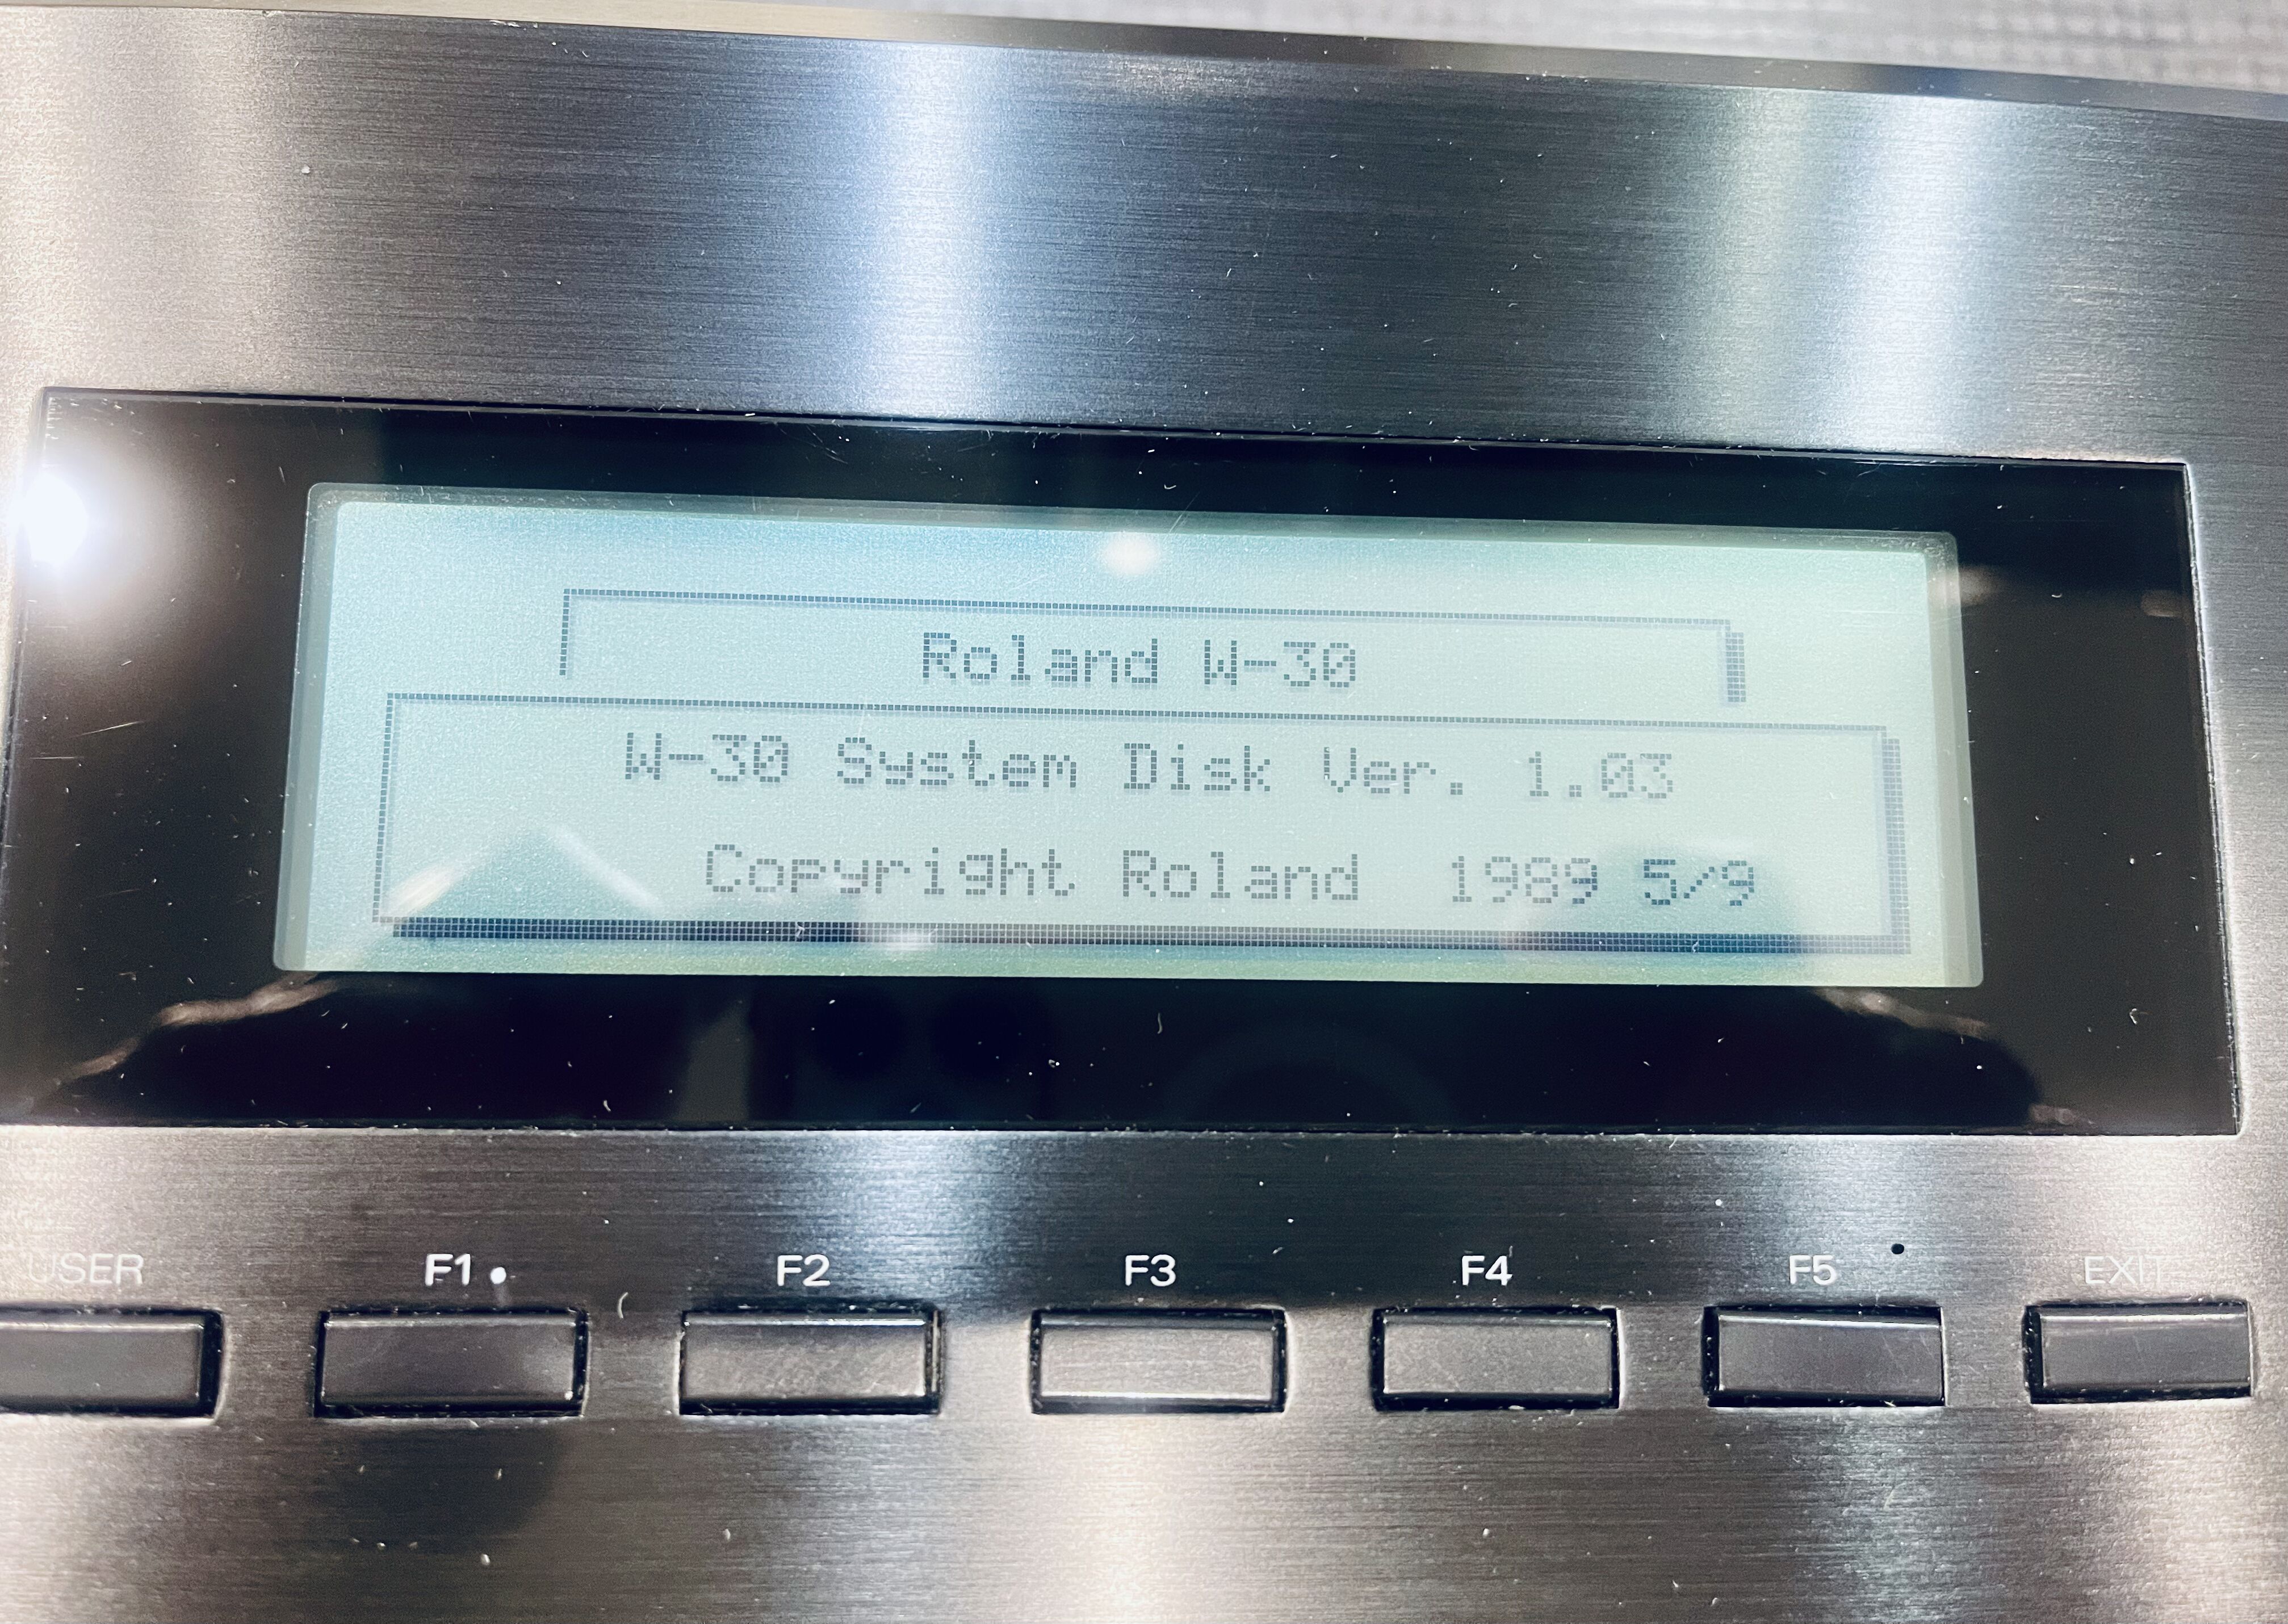 Roland W-30
W-30 System Disk Ver. 1.03
Copyright Roland 1989 5/9
USER F1 F2 F3 F4 F5 EXIT